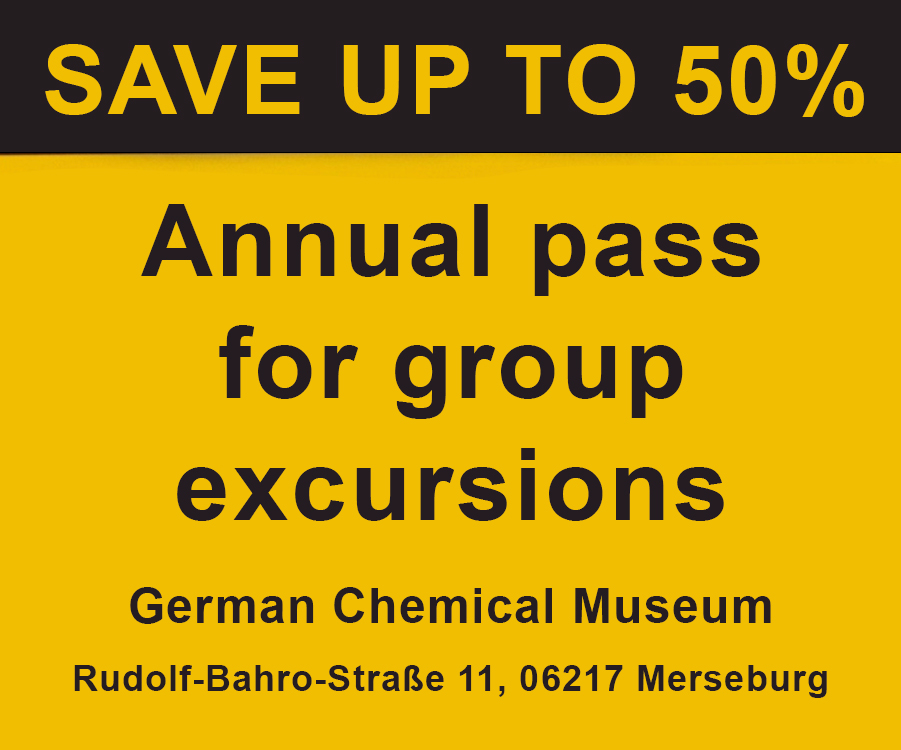 SAVE UP TO 50%
Annual pass
for group
excursions
German Chemical Museum
Rudolf-Bahro-Straße 11, 06217 Merseburg